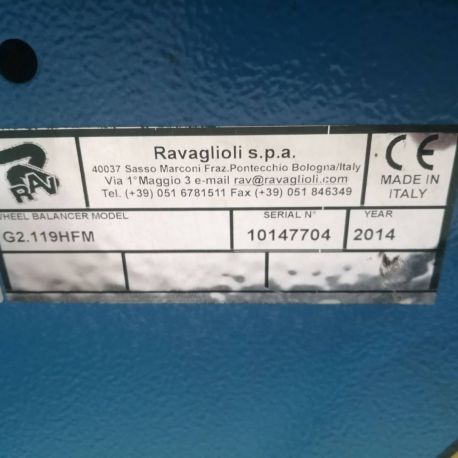 RAV
Ravaglioli s.p.a.
40037 Sasso Marconi Fraz.Pontecchio Bologna/Italy
Via 1°Maggio 3 e-mail rav@ravaglioli.com
Tel. (+39) 051 6781511 Fax (+39) 051 846349
CE
MADE IN
ITALY
HEEL BALANCER MODEL
G2.119HFM
SERIAL N°
10147704
YEAR
2014